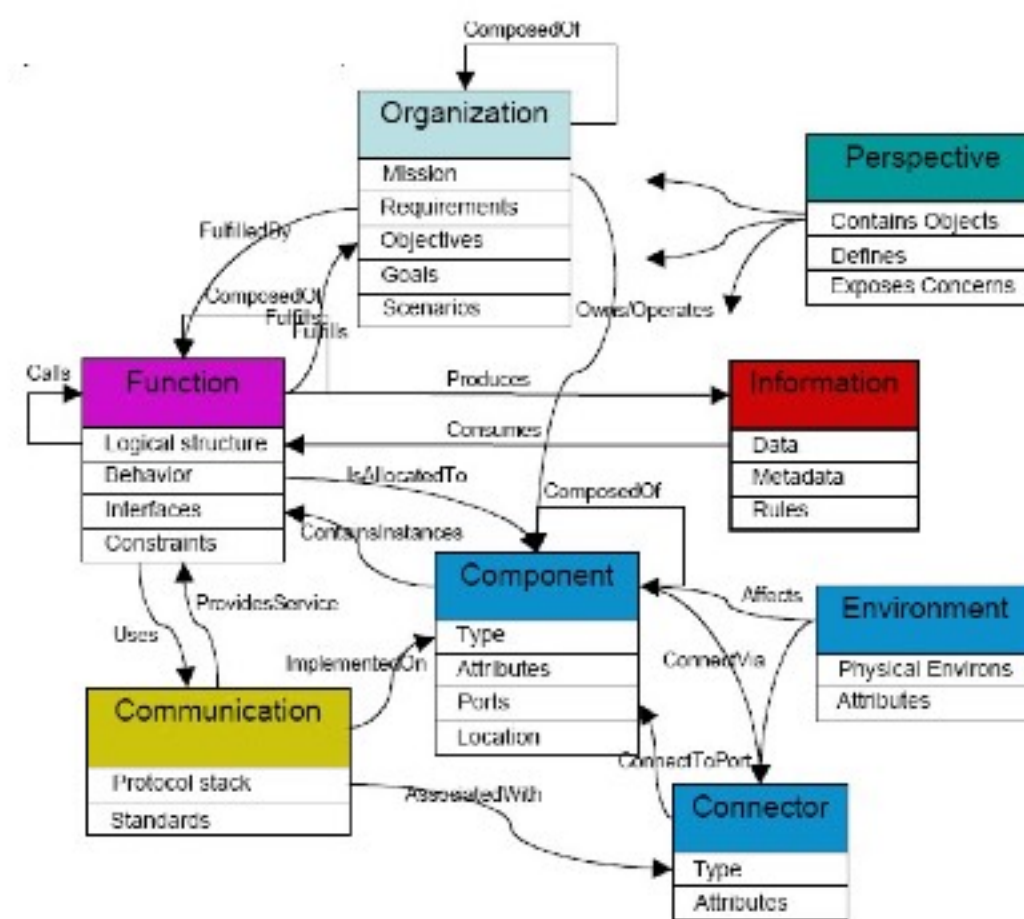 ComposedOf
Organization
Mission
Requirements
Objectives
Goals
Scenarios
Perspective
Contains Objects
Defines
Exposes Concerns
FulfilledBy
ComposedOf
Fulfills
Fulfills
Owns/Operates
Calls
Function
Logical structure
Behavior
Interfaces
Constraints
Produces
Consumes
Information
Data
Metadata
Rules
IsAllocatedTo
ContainsInstances
ComposedOf
Component
Type
Attributes
Ports
Location
Affects
Environment
Physical Environs
Attributes
ProvidesService
Uses
ImplementedOn
ConnectVia
Communication
Protocol stack
Standards
AssociatedWith
ConnectToPort
Connector
Type
Attributes